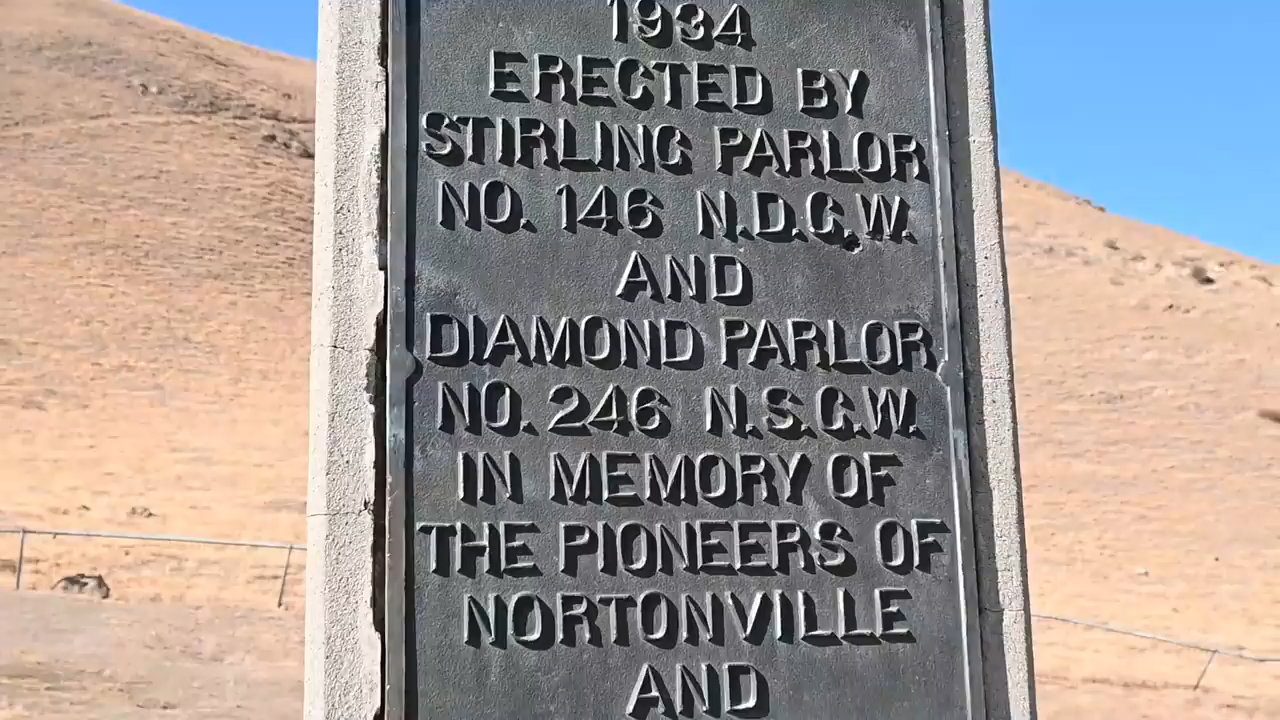 1934
ERECTED BY
STIRLING PARLOR
NO. 146 N.D.G.W.
AND
DIAMOND PARLOR
NO. 246 N.S.G.W.
IN MEMORY OF
THE PIONEERS OF
NORTONVILLE
AND